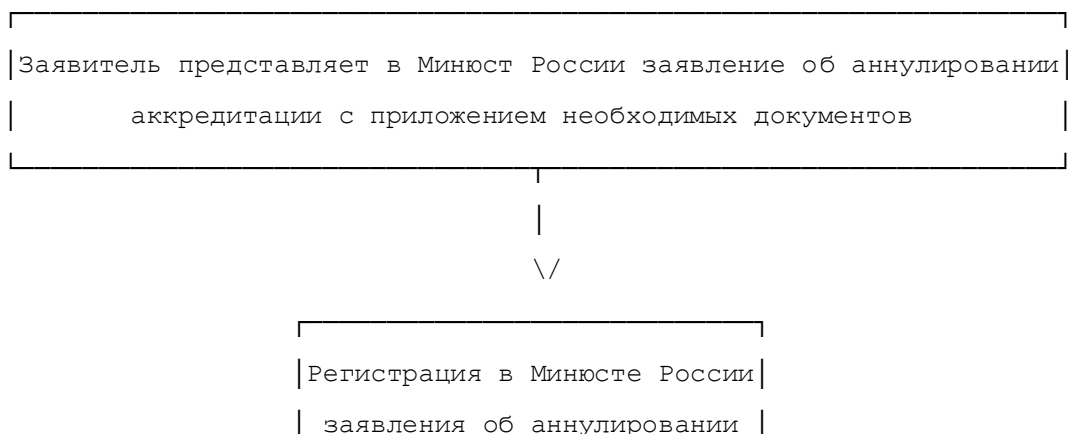 Заявитель представляет в Минюст России заявление об аннулировании
аккредитации с приложением необходимых документов
Регистрация в Минюсте России
заявления об аннулировании